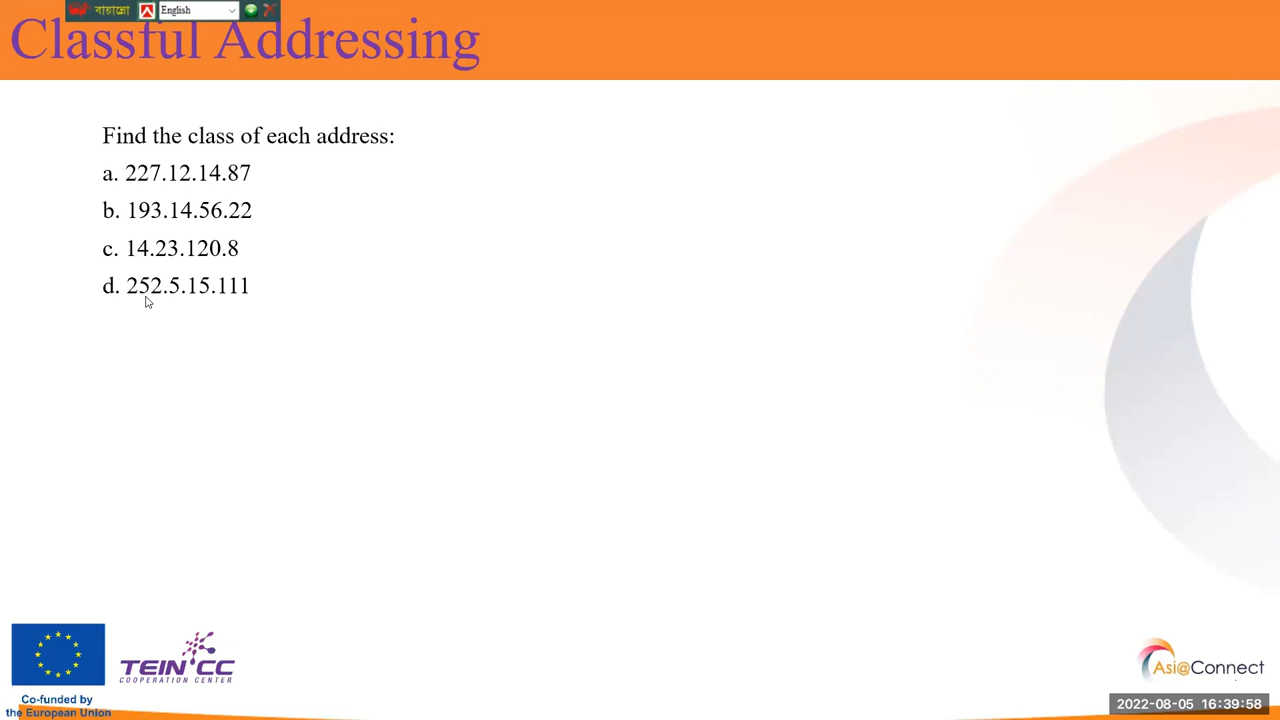 বায়ান্নো English
Classful Addressing
Find the class of each address:
a. 227.12.14.87
b. 193.14.56.22
c. 14.23.120.8
d. 252.5.15.111
TEIN CC
COOPERATION CENTER
Asi@Connect
Co-funded by
the European Union
2022-08-05 16:39:58